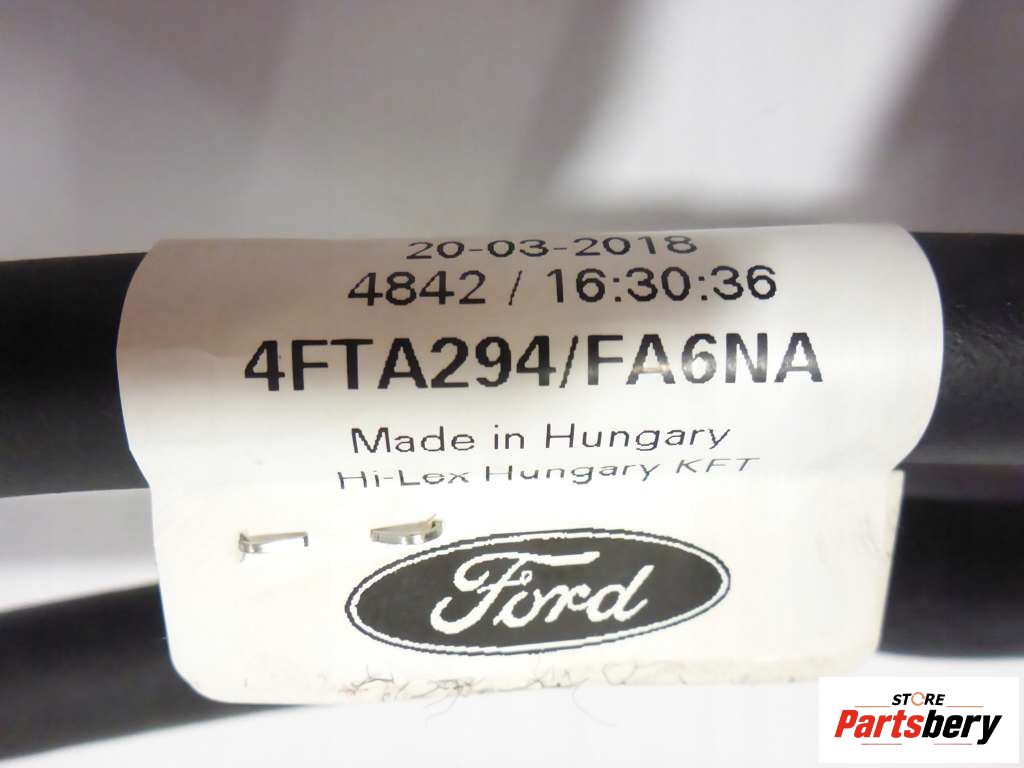 20-03-2018
4842 / 16:30:36
4FTA294/FA6NA
Made in Hungary
Hi-Lex Hungary KFT
Ford
STORE
Partsbery